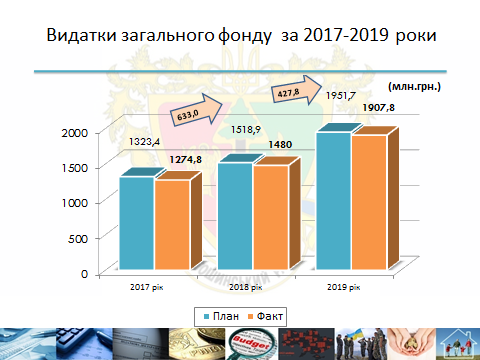 Видатки загального фонду за 2017-2019 роки
(млн.грн.)
427,8
633,0
1951,7
1907,8
1518,9
1480
1323,4
1274,8
2000
1500
1000
500
0
2017 рік
2018 рік
2019 рік
План
Факт
Budget